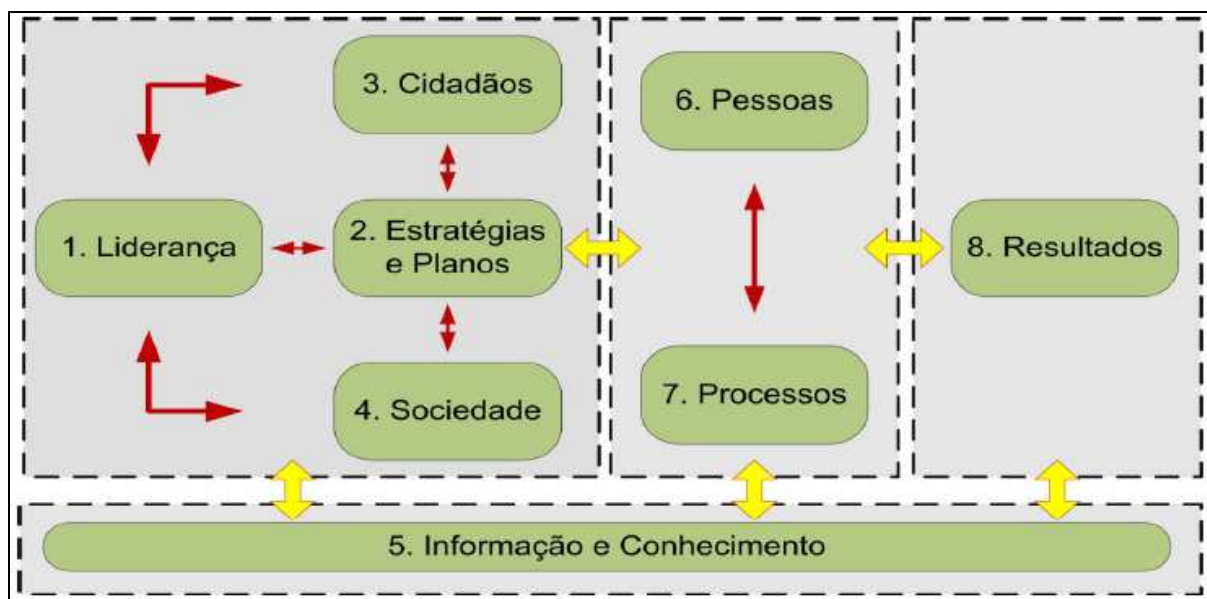 3. Cidadãos
6. Pessoas
1. Liderança
2. Estratégias
e Planos
8. Resultados
4. Sociedade
7. Processos
5. Informação e Conhecimento